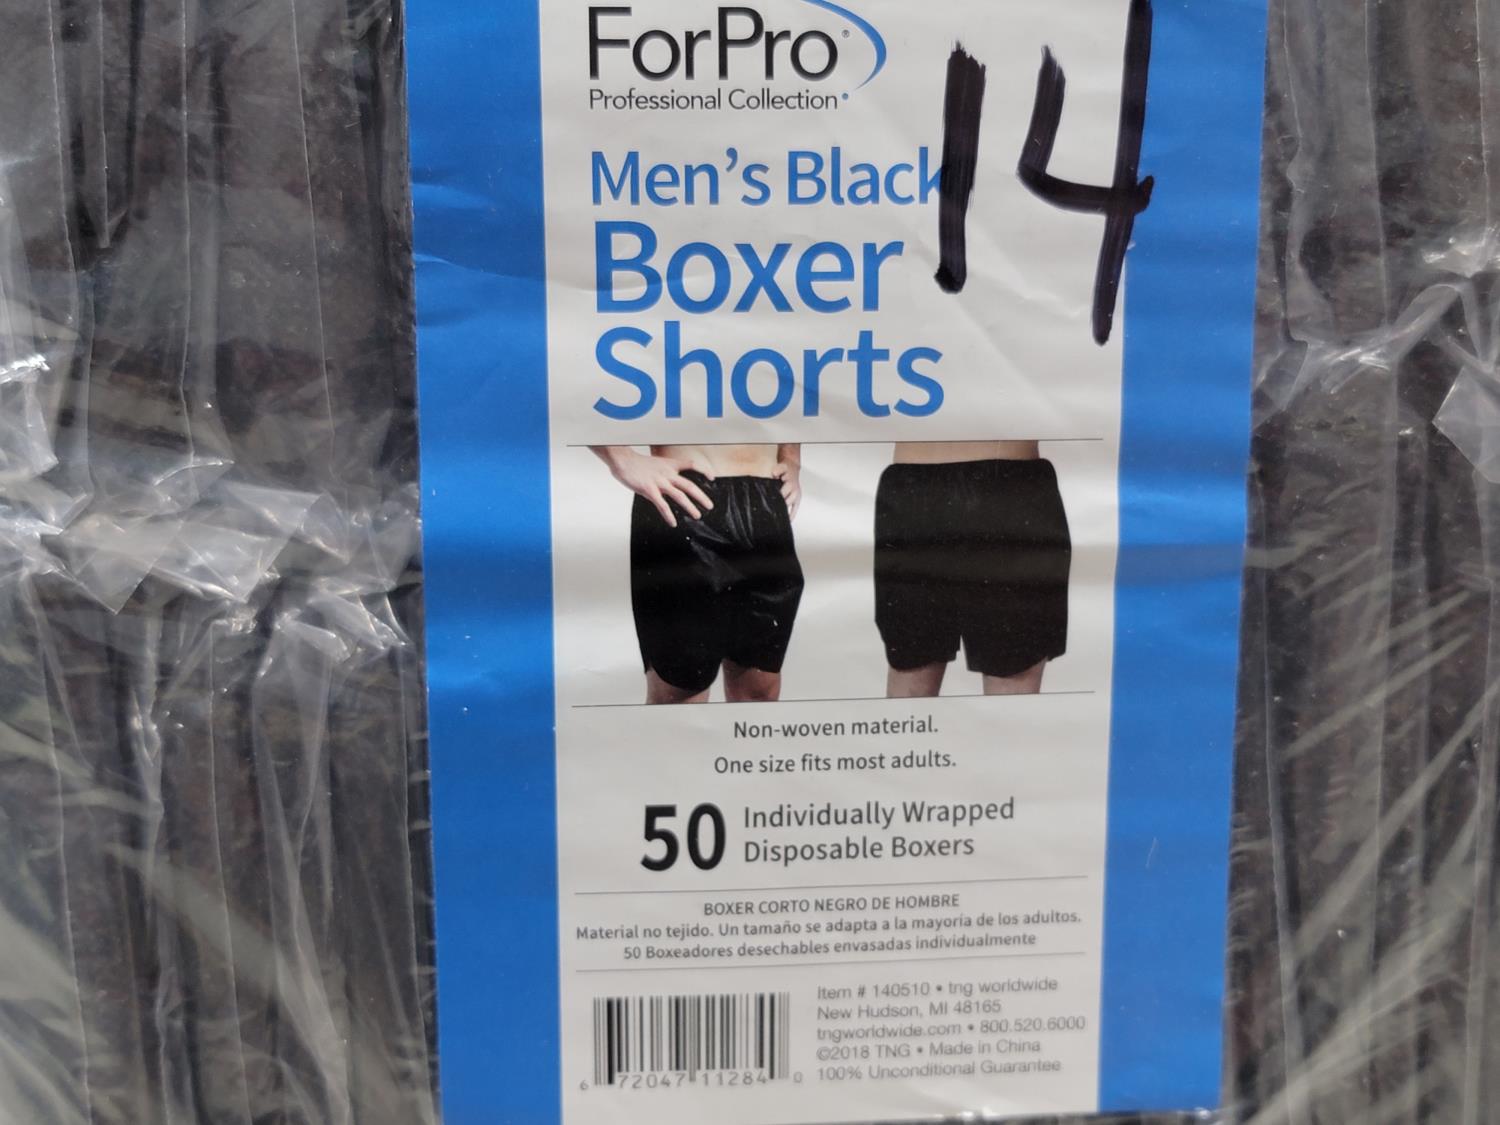 ForPro®
Professional Collection
14
Men's Black
Boxer
Shorts
Non-woven material.
One size fits most adults.
50 Individually Wrapped
Disposable Boxers
BOXER CORTO NEGRO DE HOMBRE
Material no tejido. Un tamaño se adapta a la mayoría de los adultos.
50 Boxeadores desechables envasadas individualmente
Item # 140510 • tng worldwide
New Hudson, MI 48165
tngworldwide.com • 800.520.6000
©2018 TNG • Made in China
100% Unconditional Guarantee
6 72047 11284 0